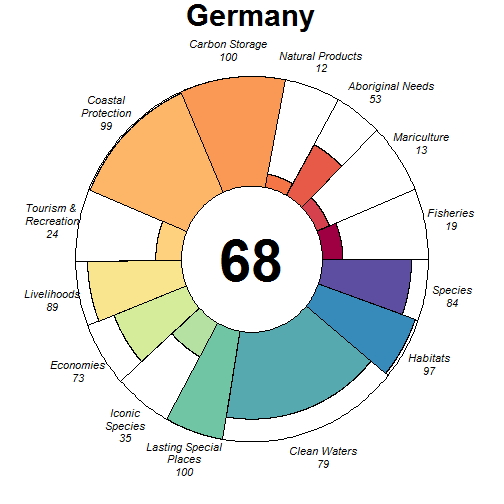 Germany
Carbon Storage
100
Natural Products
12
Aboriginal Needs
53
Mariculture
13
Fisheries
19
Species
84
Habitats
97
Clean Waters
79
Lasting Special
Places
100
Iconic
Species
35
Economies
73
Livelihoods
89
Tourism &
Recreation
24
Coastal
Protection
99
68